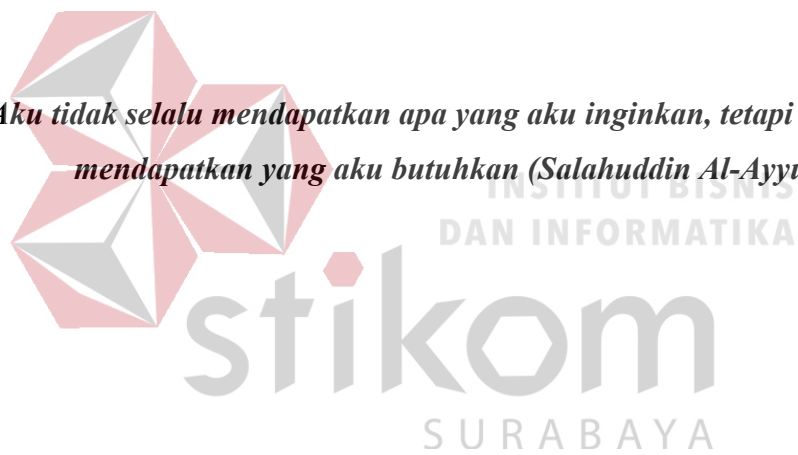 Aku tidak selalu mendapatkan apa yang aku inginkan, tetapi
mendapatkan yang aku butuhkan (Salahuddin Al-Ayyu
INSTITUT BISNIS
DAN INFORMATIKA
stikom
SURABAYA